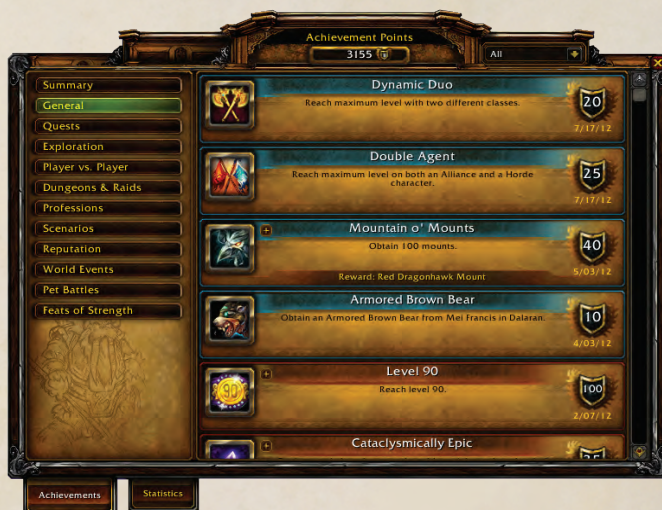 Achievement Points
3155
All
Summary
General
Quests
Exploration
Player vs. Player
Dungeons & Raids
Professions
Scenarios
Reputation
World Events
Pet Battles
Feats of Strength
Dynamic Duo
Reach maximum level with two different classes.
20
7/17/12
Double Agent
Reach maximum level on both an Alliance and a Horde
character.
25
7/17/12
Mountain o' Mounts
Obtain 100 mounts.
Reward: Red Dragonhawk Mount
40
5/03/12
Armored Brown Bear
Obtain an Armored Brown Bear from Mei Francis in Dalaran.
10
4/03/12
90
Level 90
Reach level 90.
100
2/07/12
Cataclysmically Epic
Achievements
Statistics